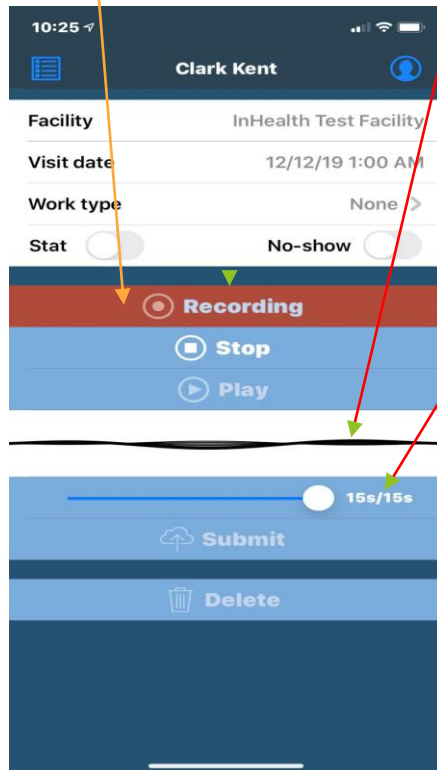 10:25
Clark Kent
Facility InHealth Test Facility
Visit date 12/12/19 1:00 AM
Work type None
Stat No-show
Recording
Stop
Play
15s/15s
Submit
Delete